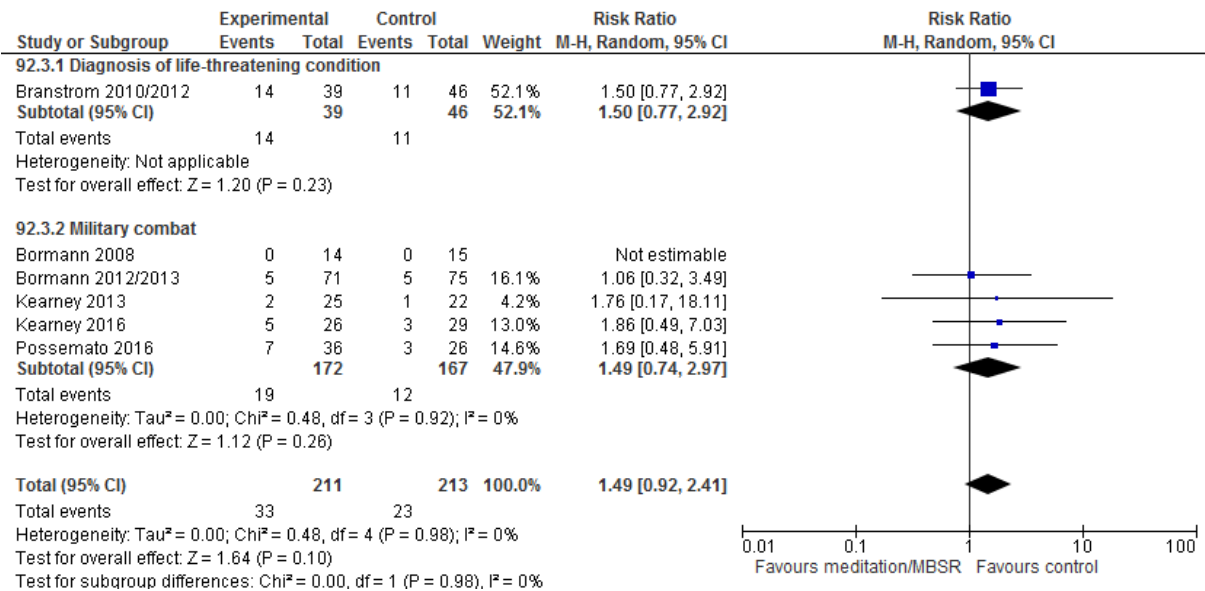 Experimental Control Risk Ratio Risk Ratio
Study or Subgroup Events Total Events Total Weight M-H, Random, 95% CI M-H, Random, 95% CI
92.3.1 Diagnosis of life-threatening condition
Branstrom 2010/2012 14 39 11 46 52.1% 1.50 [0.77, 2.92]
Subtotal (95% CI) 39 46 52.1% 1.50 [0.77, 2.92]
Total events 14 11
Heterogeneity: Not applicable
Test for overall effect: Z = 1.20 (P = 0.23)
92.3.2 Military combat
Bormann 2008 0 14 0 15 Not estimable
Bormann 2012/2013 5 71 5 75 16.1% 1.06 [0.32, 3.49]
Kearney 2013 2 25 1 22 4.2% 1.76 [0.17, 18.11]
Kearney 2016 5 26 3 29 13.0% 1.86 [0.49, 7.03]
Possemato 2016 7 36 3 26 14.6% 1.69 [0.48, 5.91]
Subtotal (95% CI) 172 167 47.9% 1.49 [0.74, 2.97]
Total events 19 12
Heterogeneity: Tau² = 0.00; Chi² = 0.48, df = 3 (P = 0.92); I² = 0%
Test for overall effect: Z = 1.12 (P = 0.26)
Total (95% CI) 211 213 100.0% 1.49 [0.92, 2.41]
Total events 33 23
Heterogeneity: Tau² = 0.00; Chi² = 0.48, df = 4 (P = 0.98); I² = 0%
Test for overall effect: Z = 1.64 (P = 0.10)
Test for subgroup differences: Chi² = 0.00, df = 1 (P = 0.98), I² = 0%
0.01 0.1 1 10 100
Favours meditation/MBSR Favours control